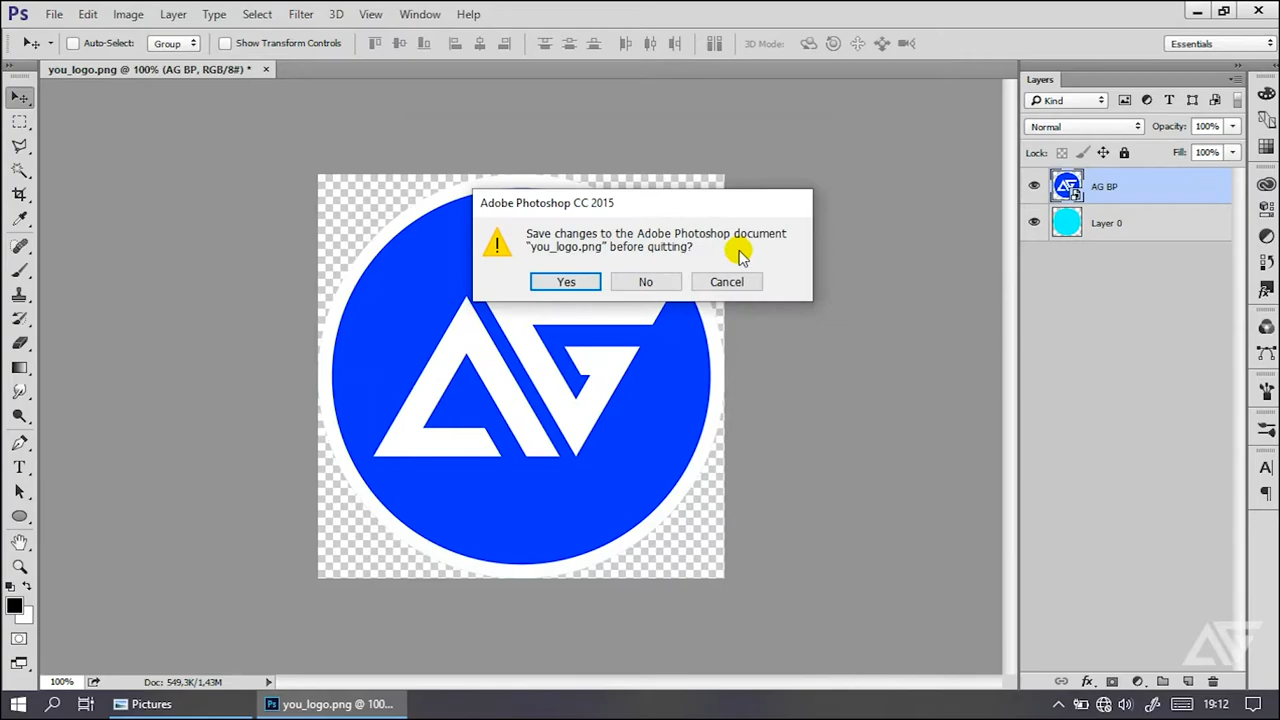 Ps File Edit Image Layer Type Select Filter 3D View Window Help
Auto-Select: Group Show Transform Controls 3D Mode: Essentials
you_logo.png @ 100% (AG BP, RGB/8#) * ×
Layers
Kind
Normal Opacity: 100%
Lock: Fill: 100%
AG BP
Layer 0
Adobe Photoshop CC 2015
Save changes to the Adobe Photoshop document
"you_logo.png" before quitting?
Yes No Cancel
AG
100% Doc: 549,3K/1,43M
Pictures Ps you_logo.png @ 100... 19:12